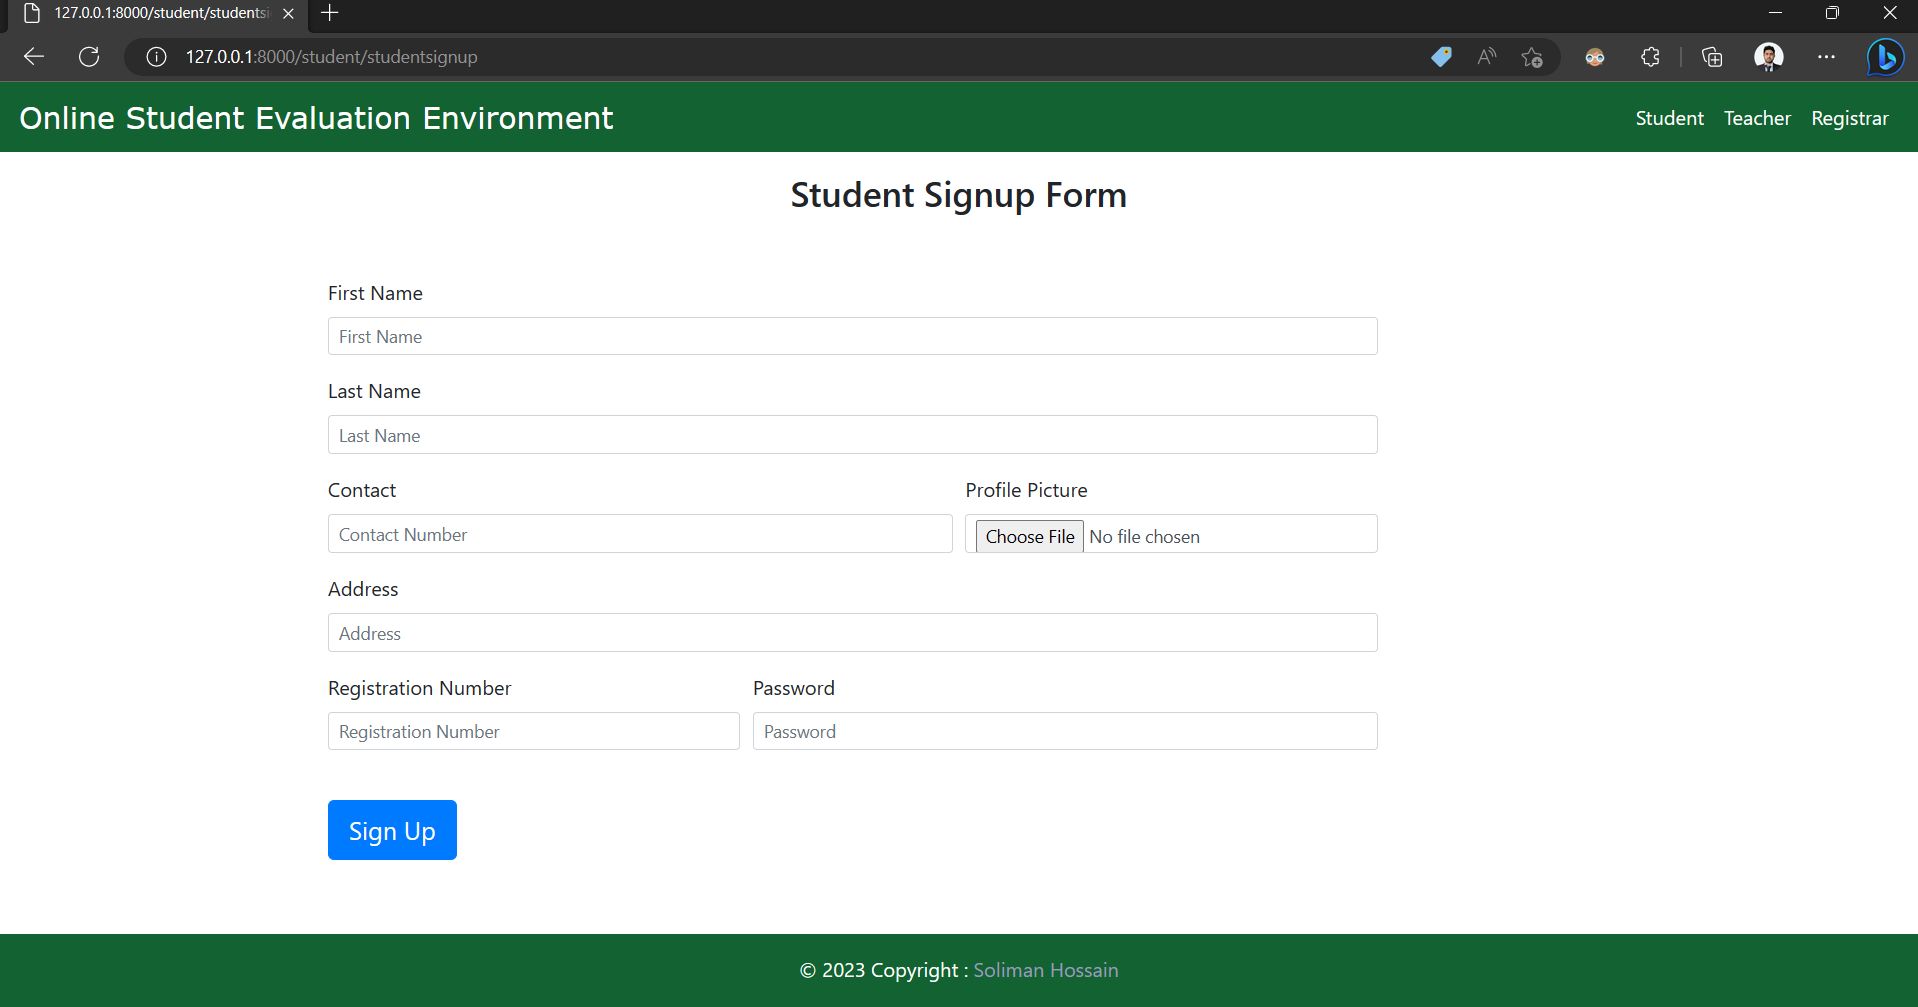 127.0.0.1:8000/student/students
127.0.0.1:8000/student/studentsignup
Online Student Evaluation Environment
Student Teacher Registrar
Student Signup Form
First Name
First Name
Last Name
Last Name
Contact Profile Picture
Contact Number Choose File No file chosen
Address
Address
Registration Number Password
Registration Number Password
Sign Up
© 2023 Copyright : Soliman Hossain